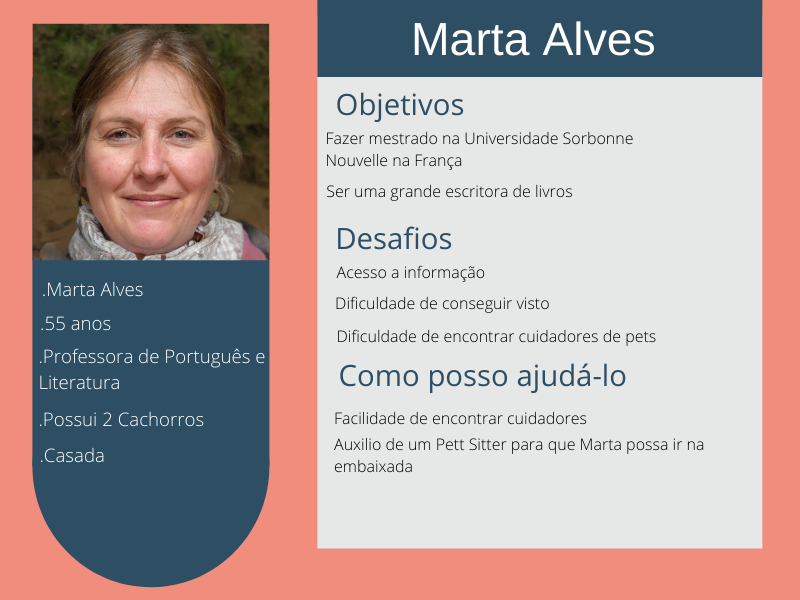 Marta Alves
.Marta Alves
.55 anos
.Professora de Português e
Literatura
.Possui 2 Cachorros
.Casada
Objetivos
Fazer mestrado na Universidade Sorbonne
Nouvelle na França
Ser uma grande escritora de livros
Desafios
Acesso a informação
Dificuldade de conseguir visto
Dificuldade de encontrar cuidadores de pets
Como posso ajudá-lo
Facilidade de encontrar cuidadores
Auxilio de um Pett Sitter para que Marta possa ir na
embaixada